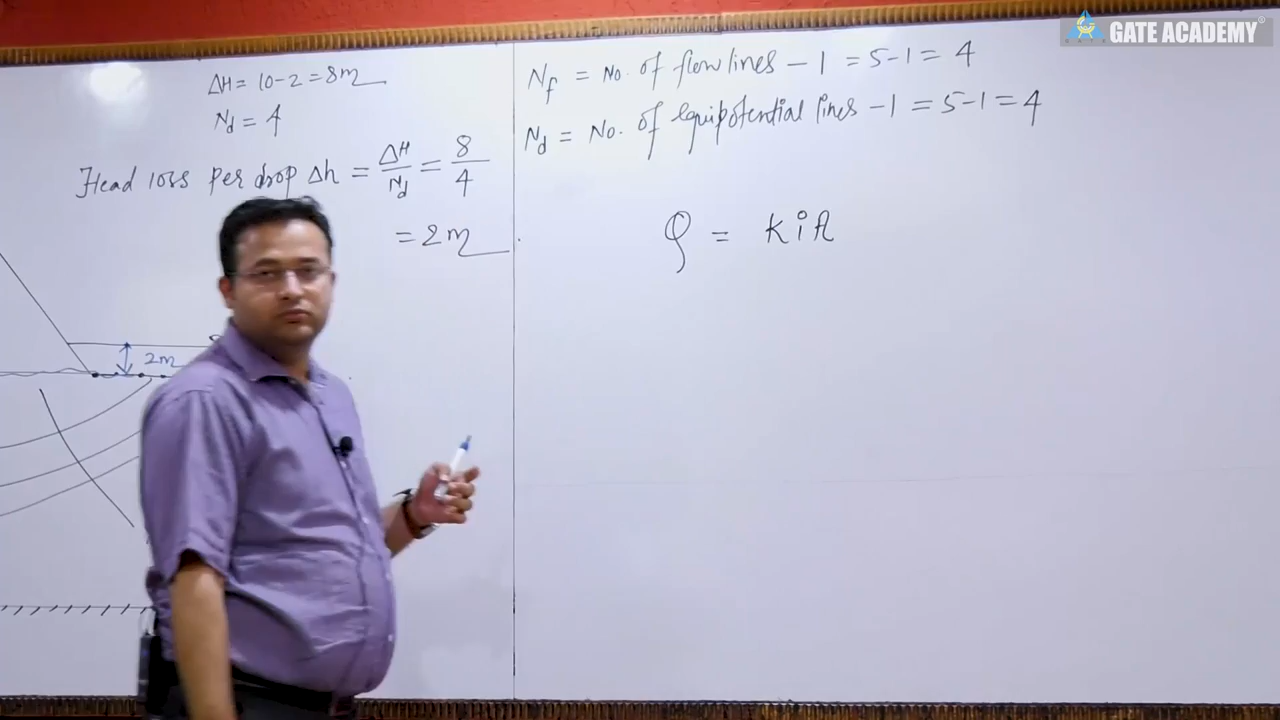 GATE ACADEMY
ΔH = 10 - 2 = 8m
Nd = 4
Head loss per drop Δh = ΔH/Nd = 8/4
= 2m
2m
Nf = No. of flow lines - 1 = 5-1 = 4
Nd = No. of equipotential lines - 1 = 5-1 = 4
Q = KiA